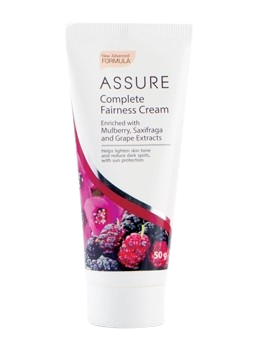 New Advanced
FORMULA
ASSURE
Complete
Fairness Cream
Enriched with
Mulberry, Saxifraga
and Grape Extracts
Helps lighten skin tone
and reduce dark spots,
with sun protection
50 g